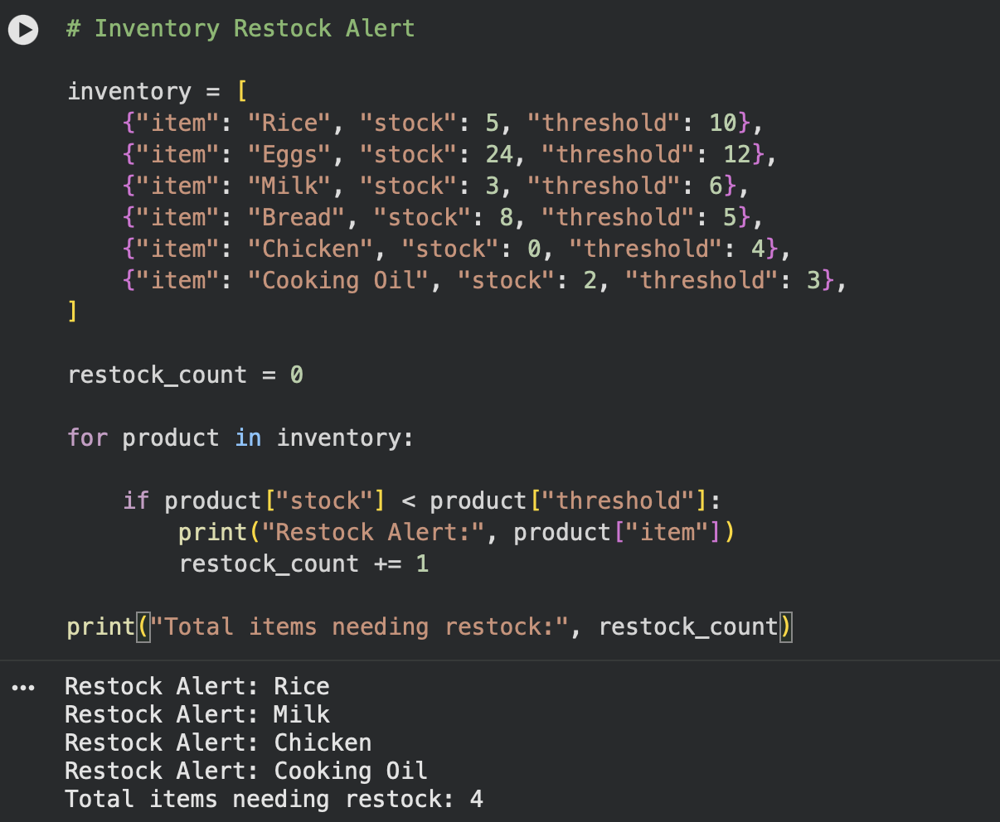 # Inventory Restock Alert
inventory = [
    {"item": "Rice", "stock": 5, "threshold": 10},
    {"item": "Eggs", "stock": 24, "threshold": 12},
    {"item": "Milk", "stock": 3, "threshold": 6},
    {"item": "Bread", "stock": 8, "threshold": 5},
    {"item": "Chicken", "stock": 0, "threshold": 4},
    {"item": "Cooking Oil", "stock": 2, "threshold": 3},
]
restock_count = 0
for product in inventory:
    if product["stock"] < product["threshold"]:
        print("Restock Alert:", product["item"])
        restock_count += 1
print("Total items needing restock:", restock_count)
Restock Alert: Rice
Restock Alert: Milk
Restock Alert: Chicken
Restock Alert: Cooking Oil
Total items needing restock: 4